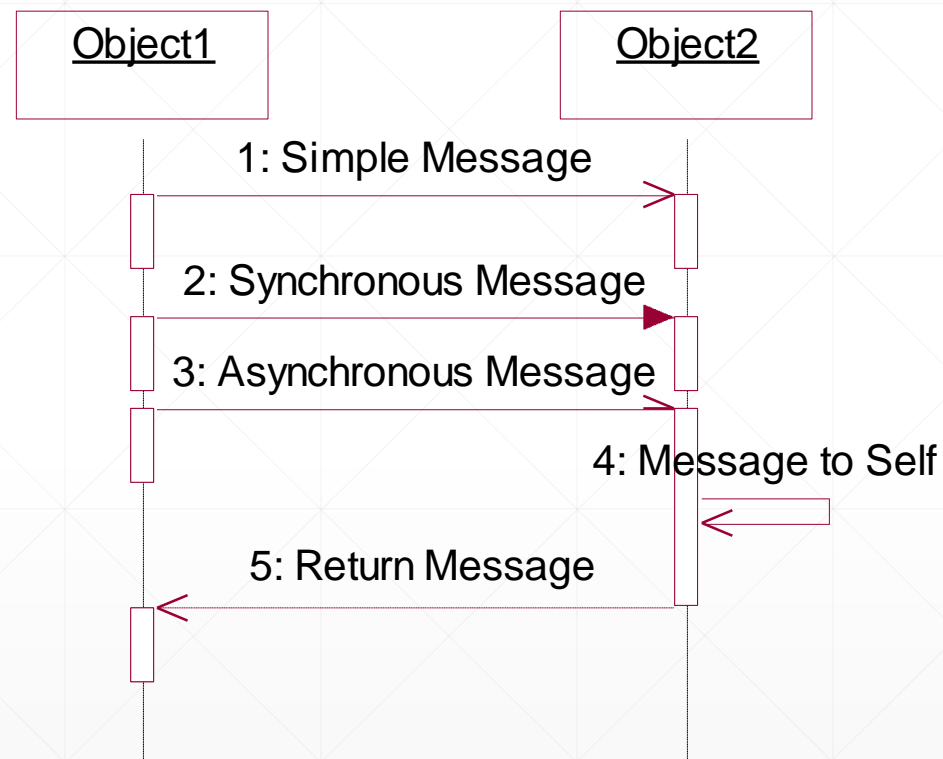 Object1
Object2
1: Simple Message
2: Synchronous Message
3: Asynchronous Message
4: Message to Self
5: Return Message